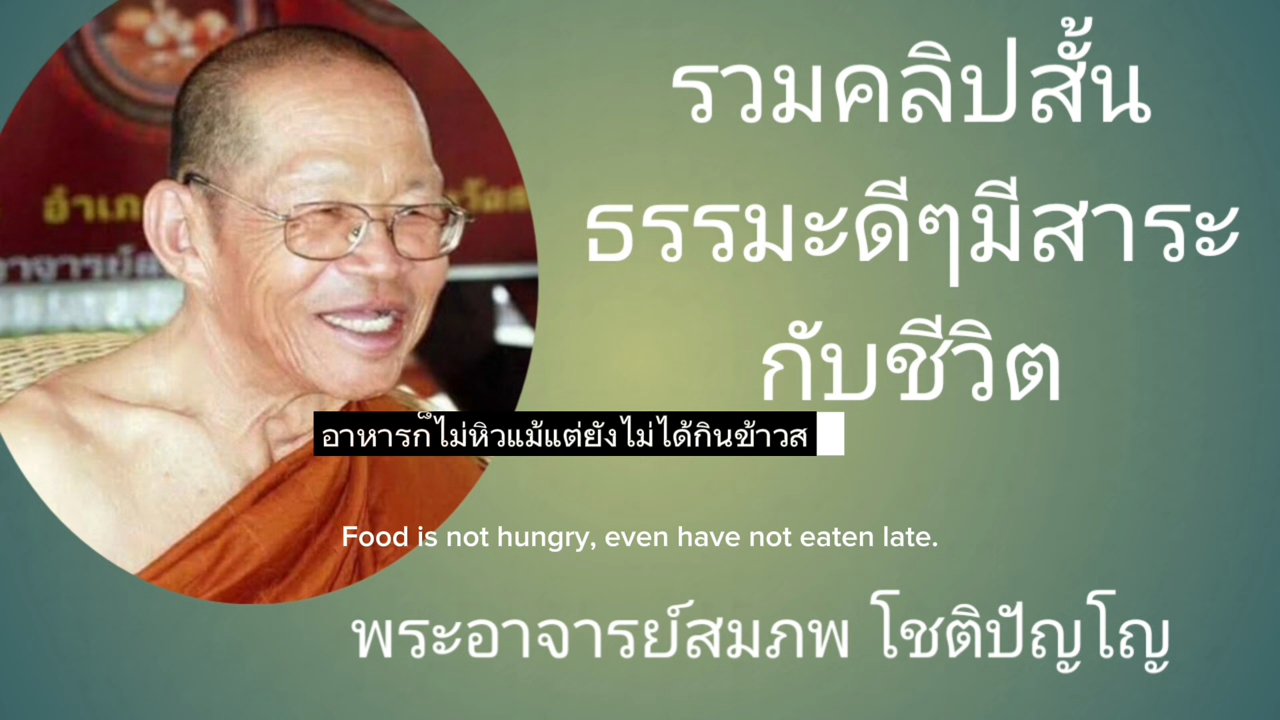 รวมคลิปสั้น
ธรรมะดีๆมีสาระ
กับชีวิต
อำเภ
อาหารก็ไม่หิวแม้แต่ยังไม่ได้กินข้าวส
Food is not hungry, even have not eaten late.
พระอาจารย์สมภพ โชติปัญโญ